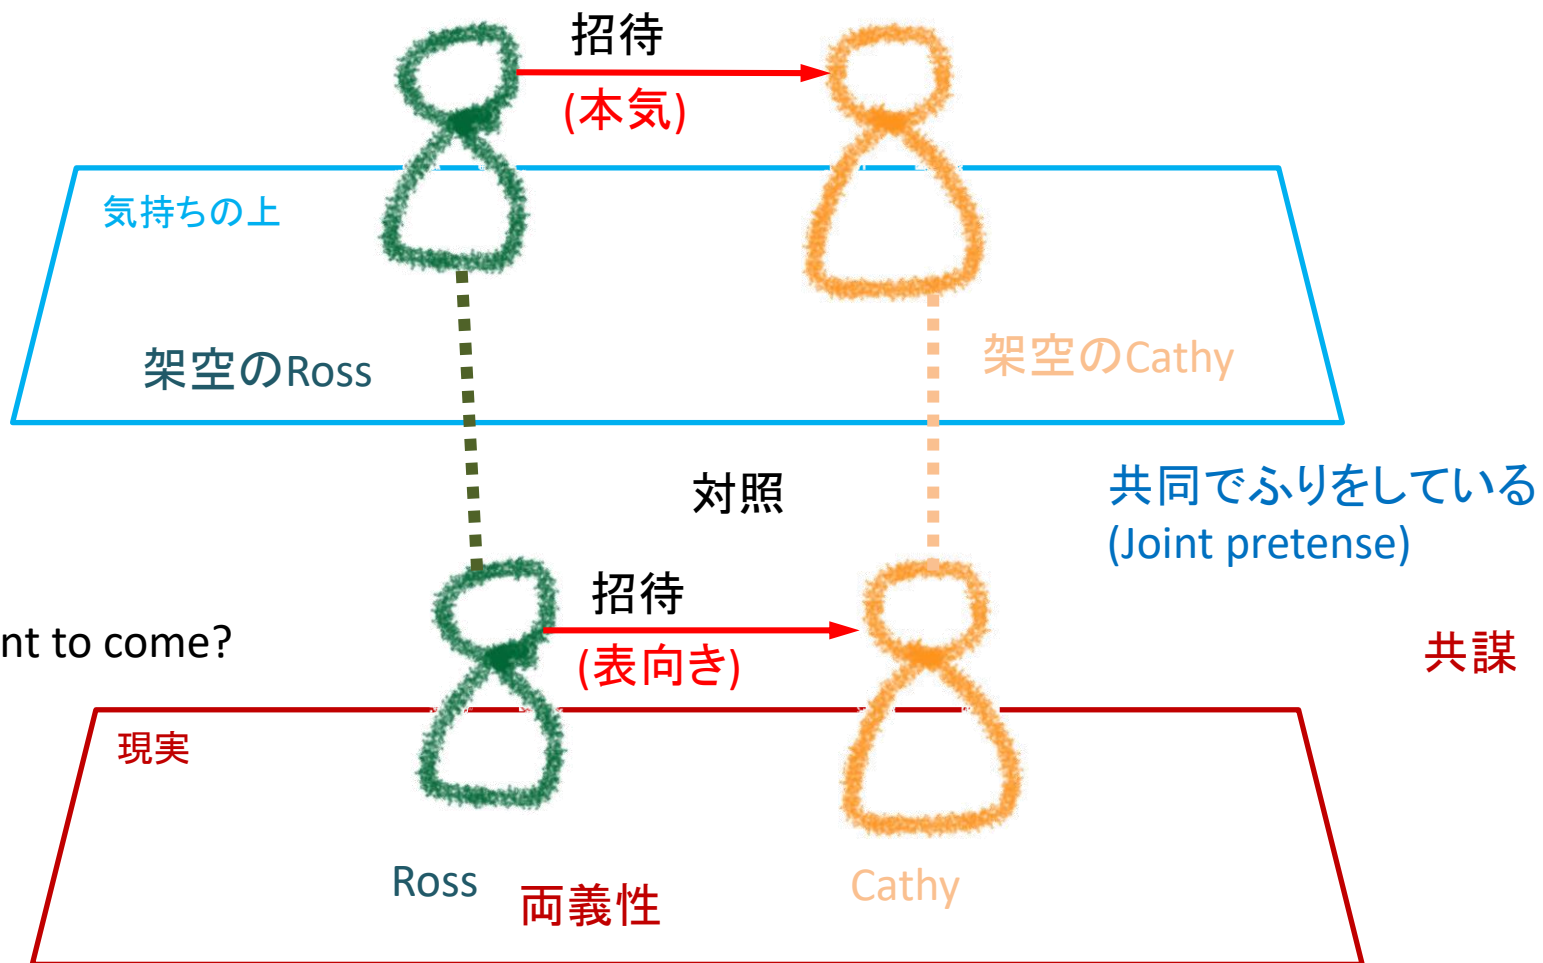 招待
(本気)
気持ちの上
架空のRoss
架空のCathy
対照
共同でふりをしている
(Joint pretense)
招待
nt to come?
(表向き)
共謀
現実
Ross
両義性
Cathy